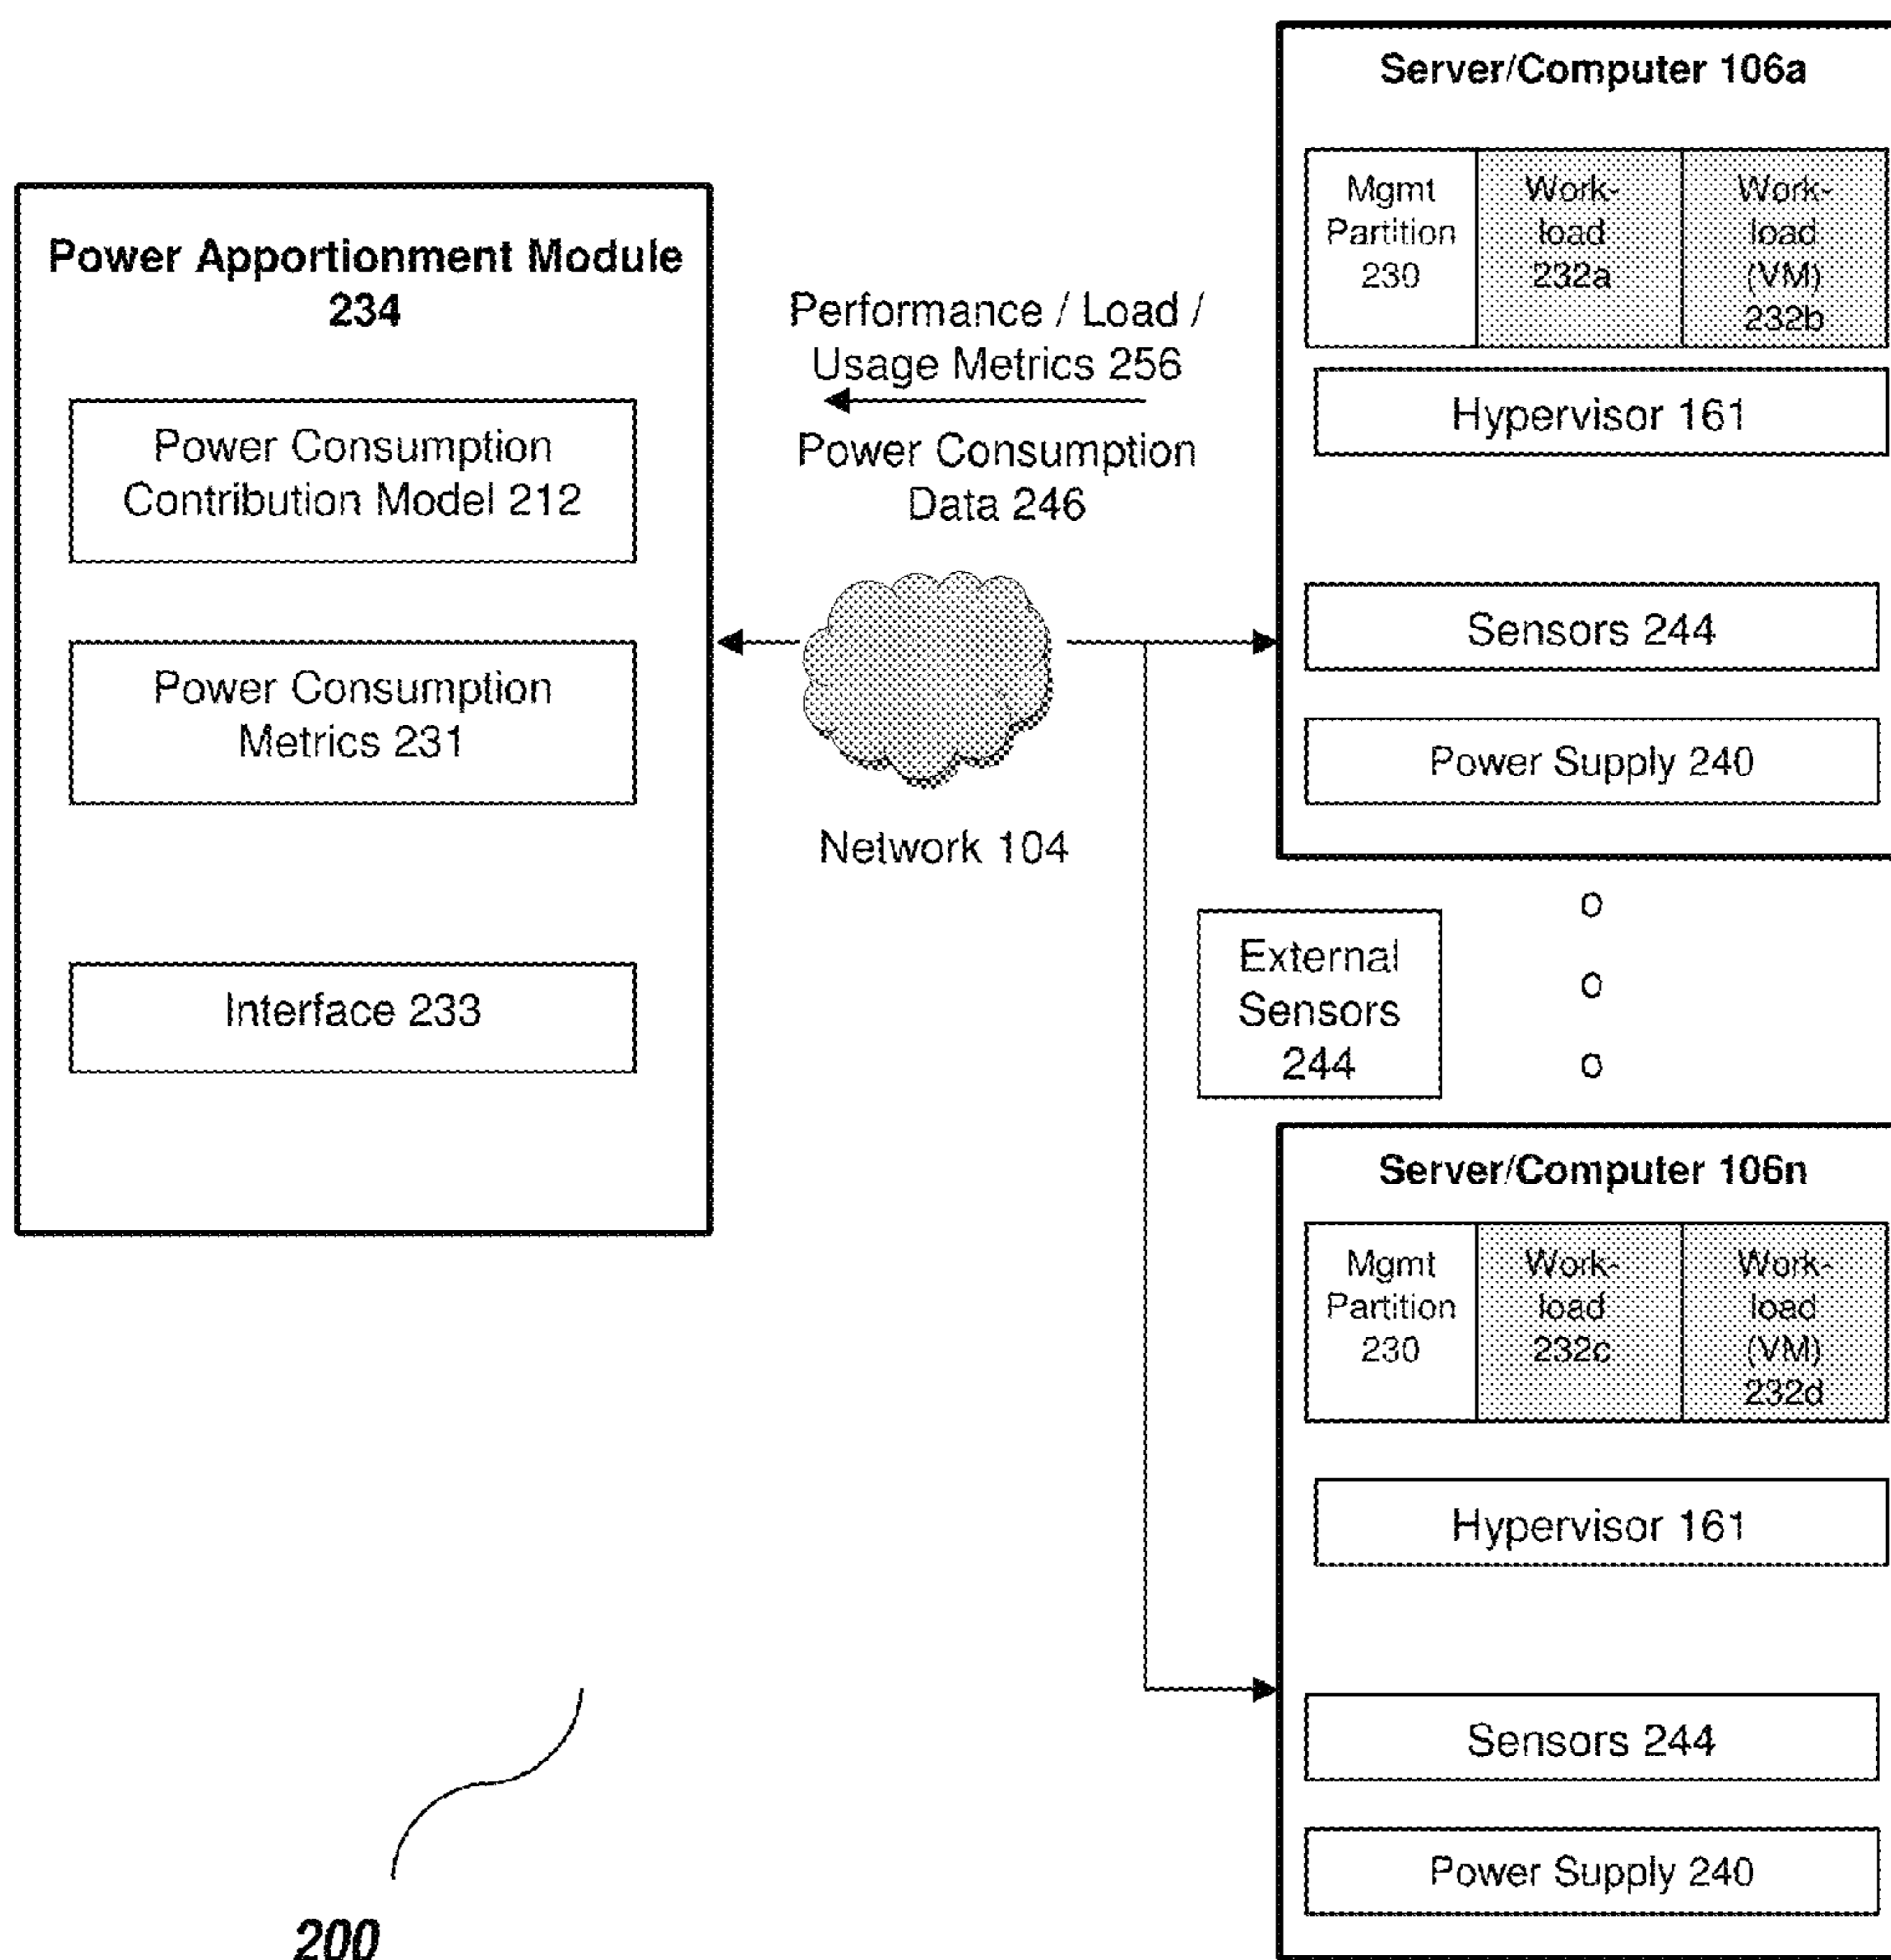 Power Apportionment Module
234
Power Consumption
Contribution Model 212
Power Consumption
Metrics 231
Interface 233
Performance / Load /
Usage Metrics 256
Power Consumption
Data 246
Network 104
Server/Computer 106a
Mgmt
Partition
230
Work-
load
232a
Work-
load
(VM)
232b
Hypervisor 161
Sensors 244
Power Supply 240
External
Sensors
244
o
o
o
Server/Computer 106n
Mgmt
Partition
230
Work-
load
232c
Work-
load
(VM)
232d
Hypervisor 161
Sensors 244
Power Supply 240
200